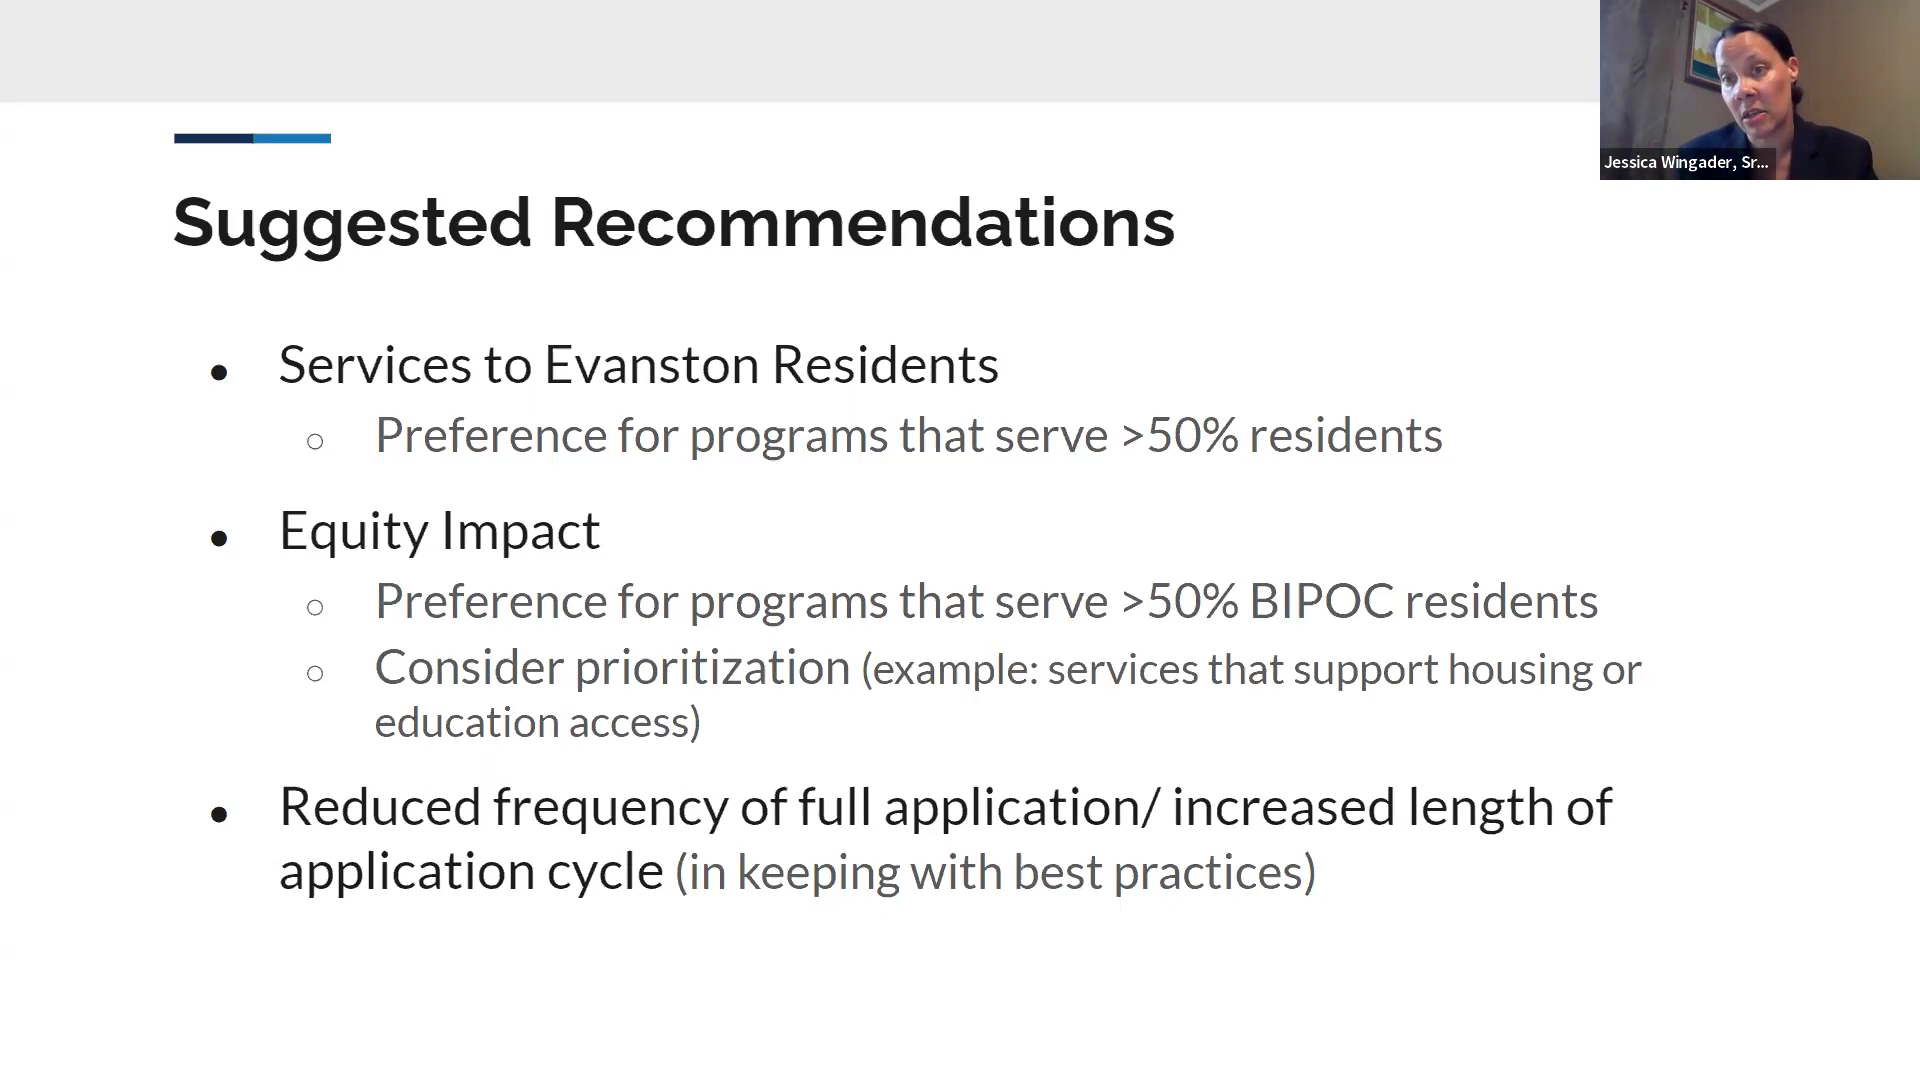 Jessica Wingader, Sr...
Suggested Recommendations
● Services to Evanston Residents
○ Preference for programs that serve >50% residents
● Equity Impact
○ Preference for programs that serve >50% BIPOC residents
○ Consider prioritization (example: services that support housing or
education access)
● Reduced frequency of full application/ increased length of
application cycle (in keeping with best practices)